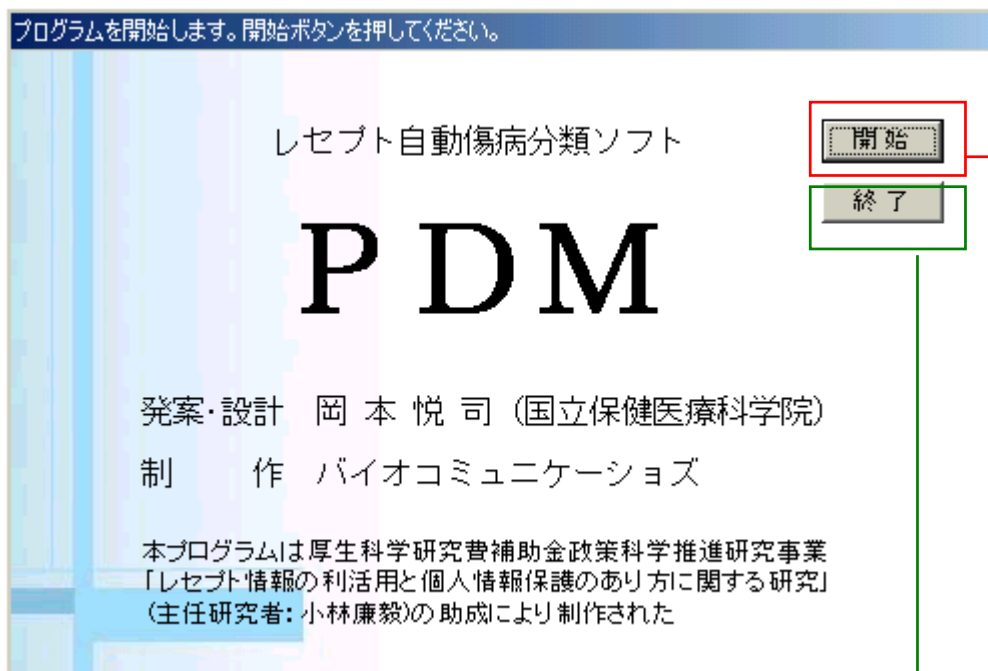 プログラムを開始します。開始ボタンを押してください。
レセプト自動傷病分類ソフト
開始
終了
PDM
発案・設計 岡本悦司（国立保健医療科学院）
制作 バイオコミュニケーションズ
本プログラムは厚生科学研究費補助金政策科学推進研究事業
「レセプト情報の利活用と個人情報保護のあり方に関する研究」
（主任研究者：小林廉毅）の助成により制作された